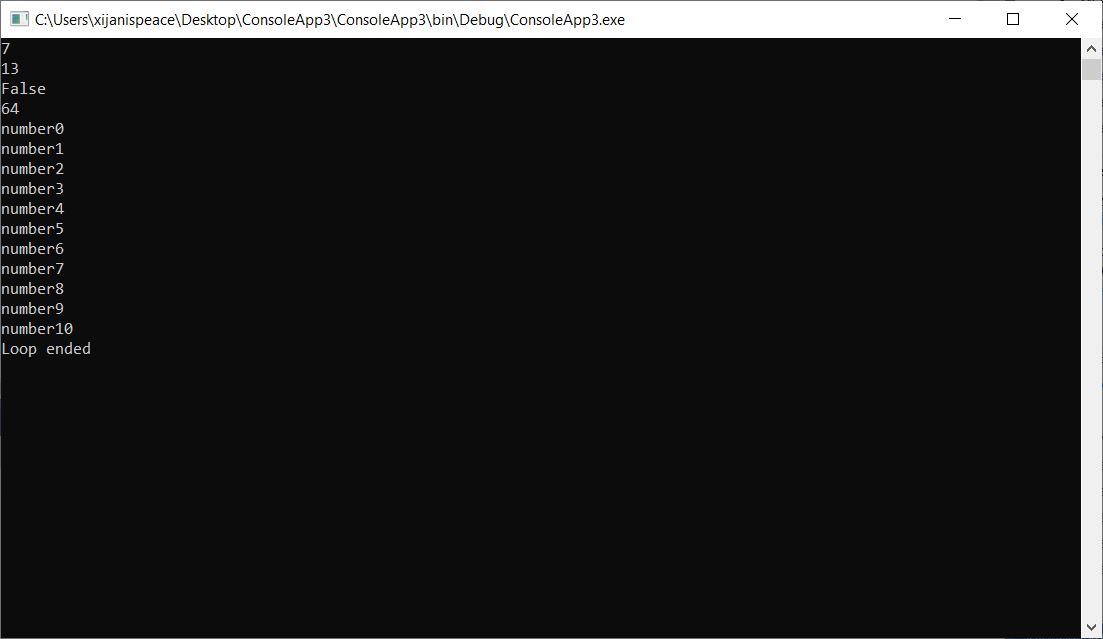 C:\Users\xijanispeace\Desktop\ConsoleApp3\ConsoleApp3\bin\Debug\ConsoleApp3.exe
7
13
False
64
number0
number1
number2
number3
number4
number5
number6
number7
number8
number9
number10
Loop ended